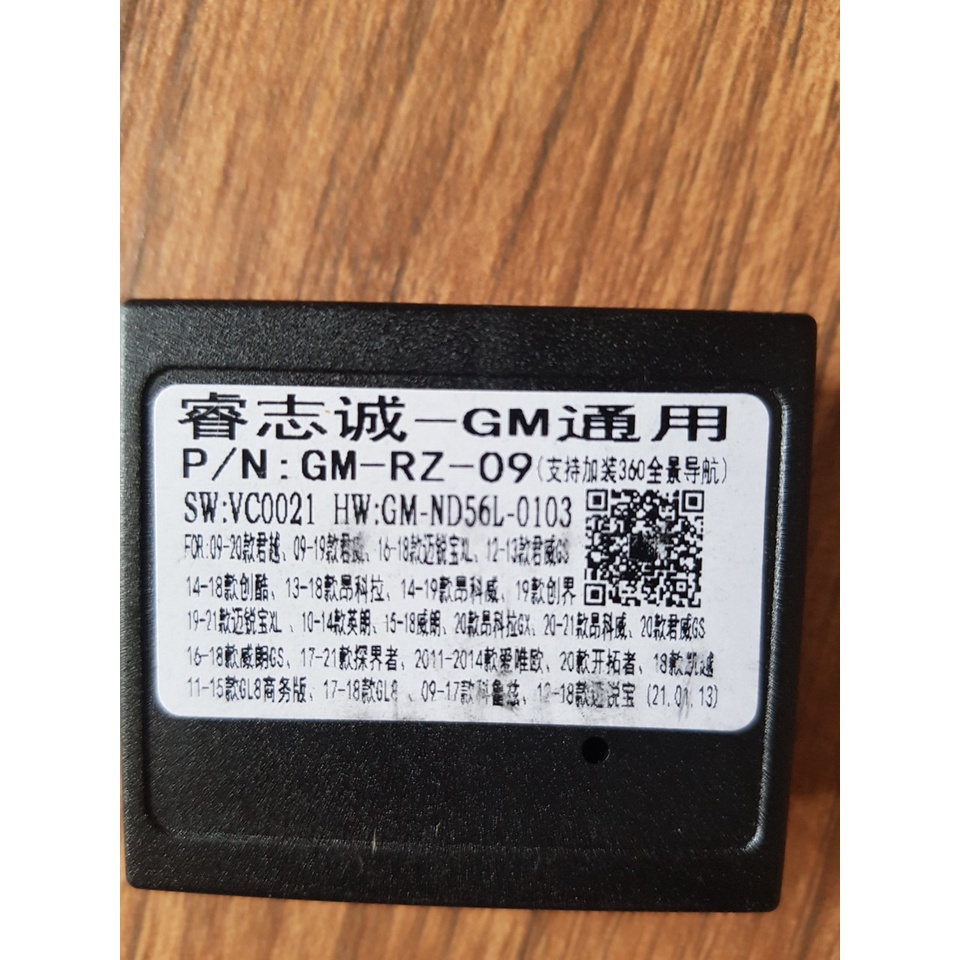 睿志诚-GM通用
P/N:GM-RZ-09(支持加装360全景导航)
SW:VC0021 HW:GM-ND56L-0103
FOR:09-20款君越、09-19款君威、16-18款迈锐宝XL、12-13款君威GS
14-18款创酷、13-18款昂科拉、14-19款昂科威、19款创界
19-21款迈锐宝XL、10-14款英朗、15-18威朗、20款昂科拉GX、20-21款昂科威、20款君威GS
16-18款威朗GS、17-21款探界者、2011-2014款爱唯欧、20款开拓者、18款凯越
11-15款GL8商务版、17-18款GL8、09-17款科鲁兹、12-18款迈锐宝 (21.01.13)